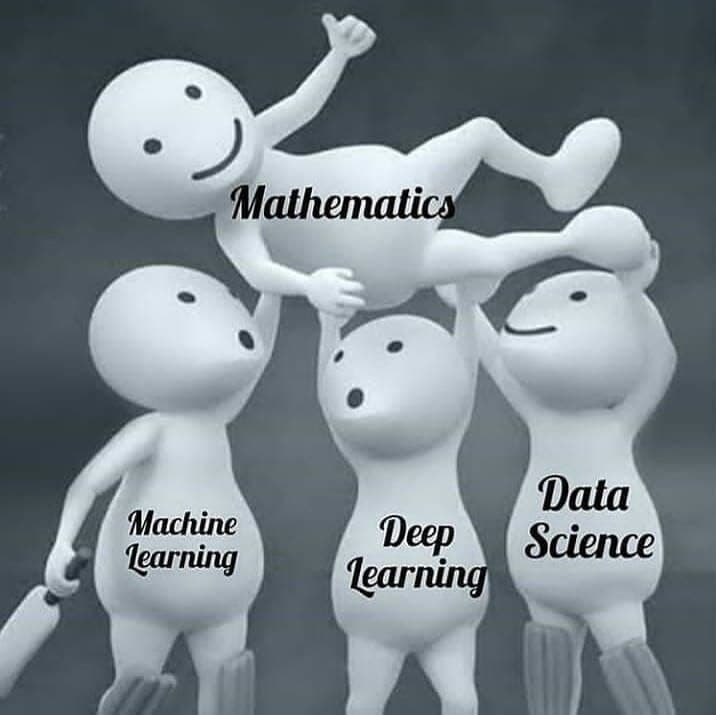 Mathematics
Machine
Learning
Deep
Learning
Data
Science